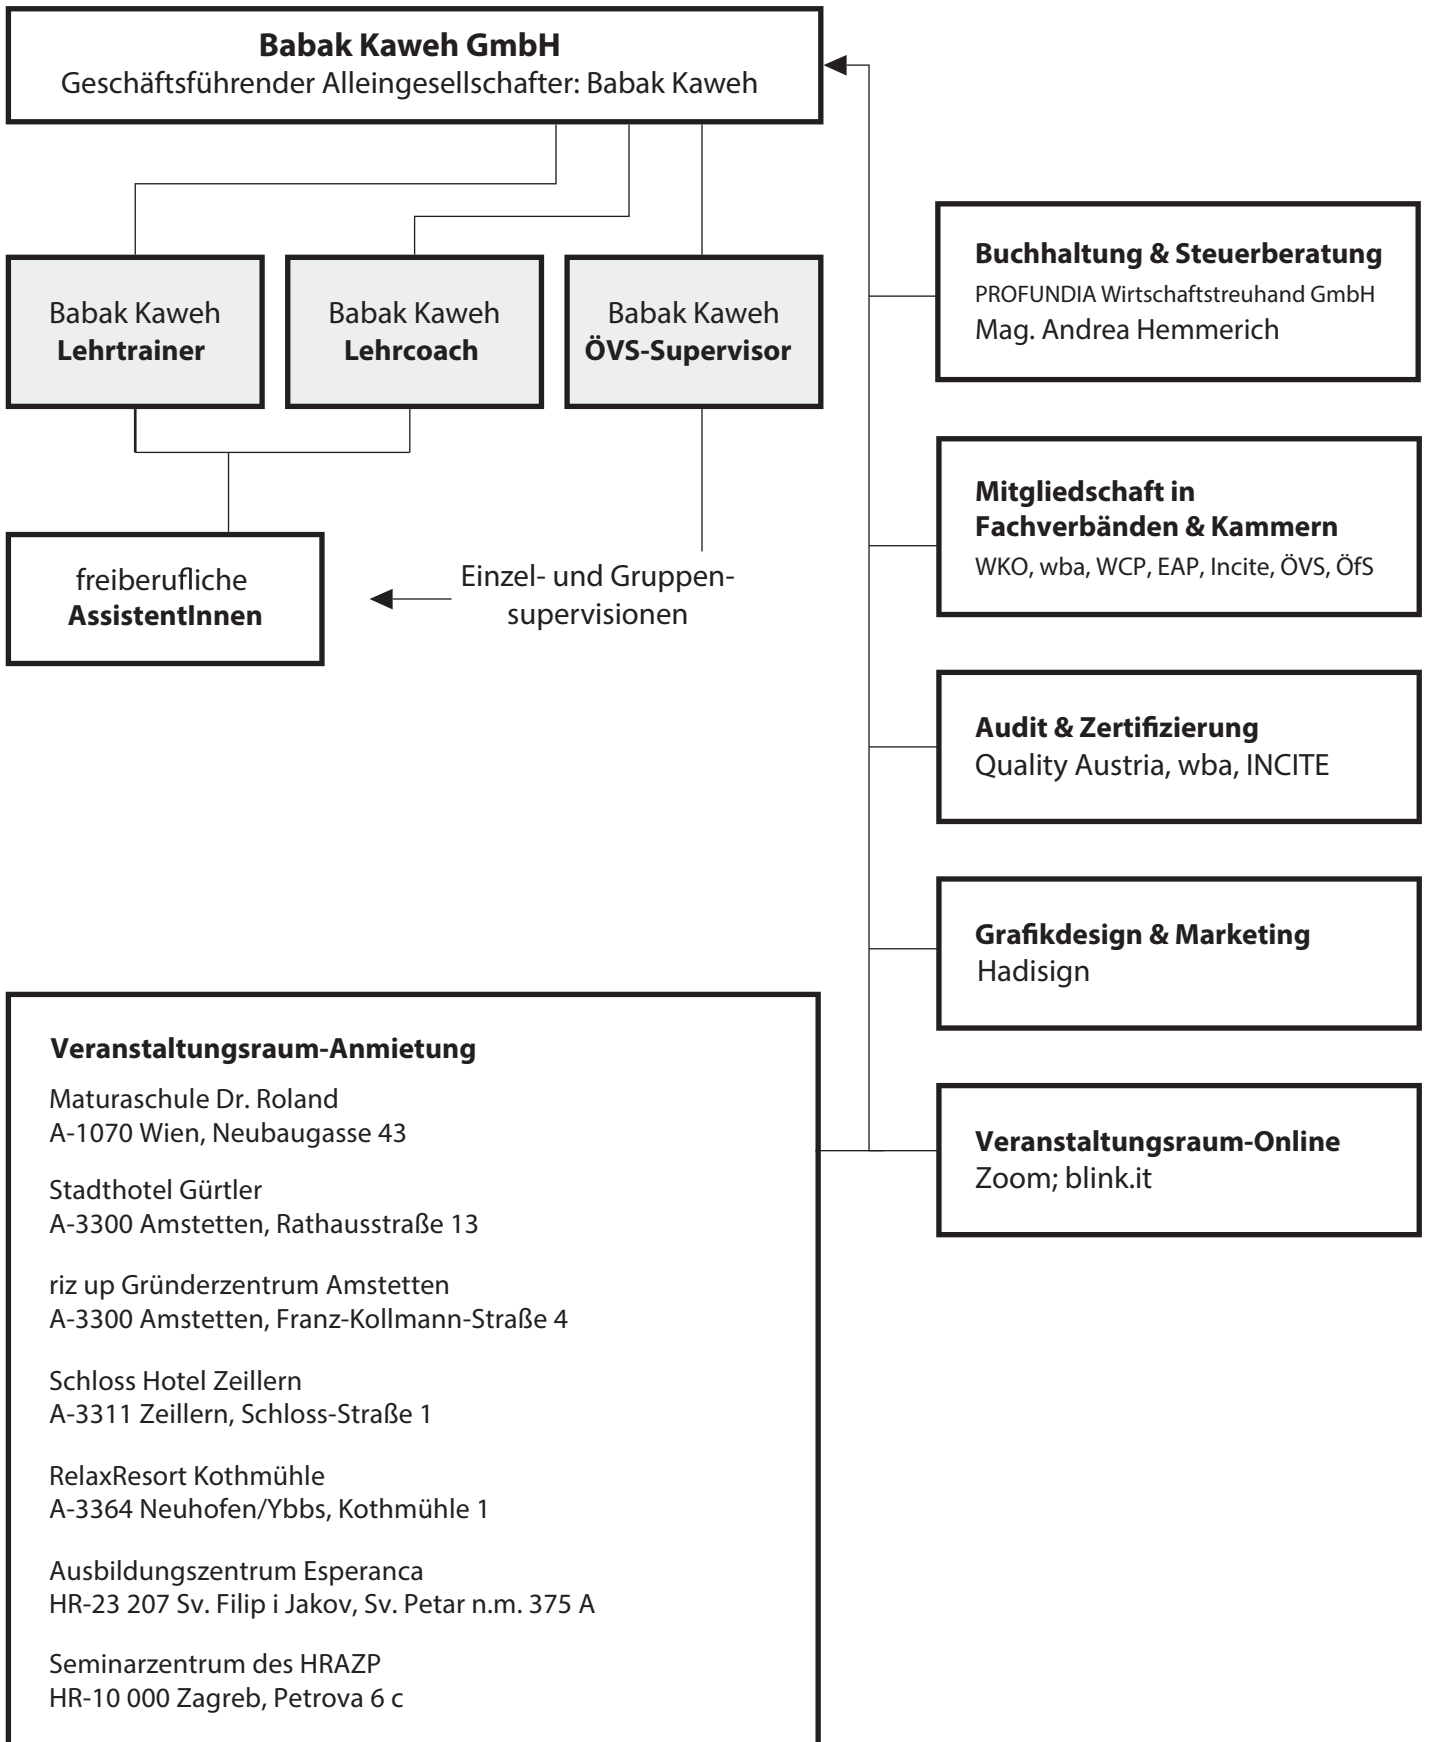 Babak Kaweh GmbH
Geschäftsführender Alleingesellschafter: Babak Kaweh
Babak Kaweh
Lehrtrainer
Babak Kaweh
Lehrcoach
Babak Kaweh
ÖVS-Supervisor
freiberufliche
AssistentInnen
Einzel- und Gruppen-
supervisionen
Buchhaltung & Steuerberatung
PROFUNDIA Wirtschaftstreuhand GmbH
Mag. Andrea Hemmerich
Mitgliedschaft in
Fachverbänden & Kammern
WKO, wba, WCP, EAP, Incite, ÖVS, ÖfS
Audit & Zertifizierung
Quality Austria, wba, INCITE
Grafikdesign & Marketing
Hadisign
Veranstaltungsraum-Online
Zoom; blink.it
Veranstaltungsraum-Anmietung
Maturaschule Dr. Roland
A-1070 Wien, Neubaugasse 43
Stadthotel Gürtler
A-3300 Amstetten, Rathausstraße 13
riz up Gründerzentrum Amstetten
A-3300 Amstetten, Franz-Kollmann-Straße 4
Schloss Hotel Zeillern
A-3311 Zeillern, Schloss-Straße 1
RelaxResort Kothmühle
A-3364 Neuhofen/Ybbs, Kothmühle 1
Ausbildungszentrum Esperanca
HR-23 207 Sv. Filip i Jakov, Sv. Petar n.m. 375 A
Seminarzentrum des HRAZP
HR-10 000 Zagreb, Petrova 6 c